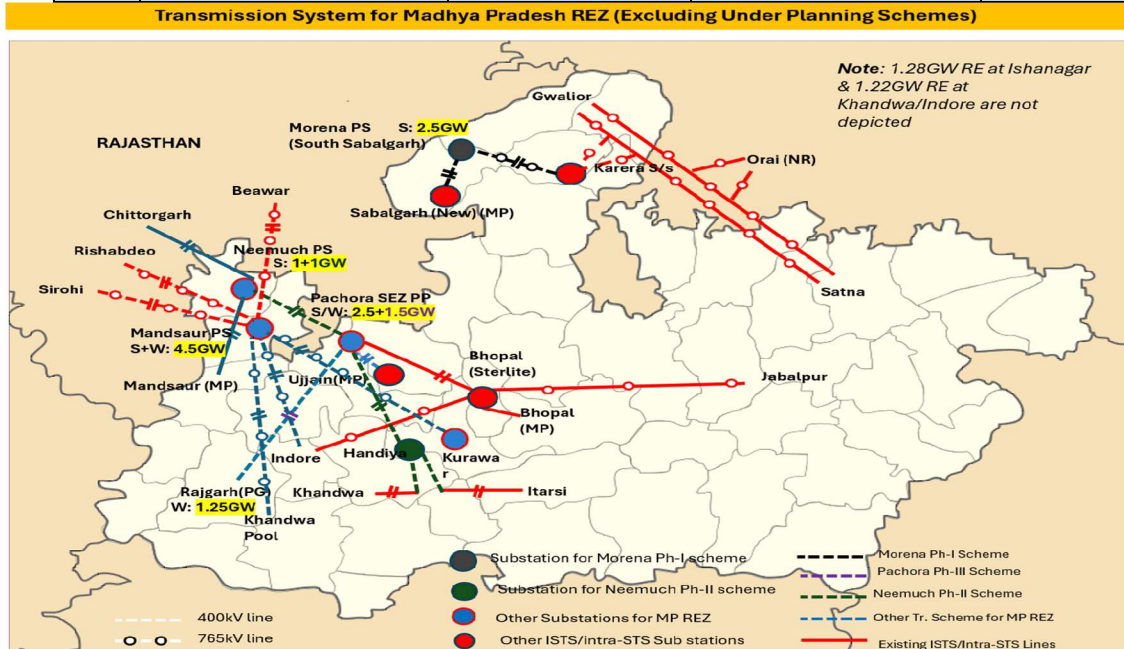 Transmission System for Madhya Pradesh REZ (Excluding Under Planning Schemes)
Note: 1.28GW RE at Ishanagar
& 1.22GW RE at
Khandwa/Indore are not
depicted
Gwalior
Morena PS S: 2.5GW
(South Sabalgarh)
RAJASTHAN
Karera S/s
Orai (NR)
Beawar
Sabalgarh (New) (MP)
Chittorgarh
Rishabdeo
Neemuch PS
S: 1+1GW
Sirohi
Satna
Pachora SEZ PP
S/W: 2.5+1.5GW
Mandsaur PS
S+W: 4.5GW
Bhopal
(Sterlite)
Mandsaur (MP)
Ujjain(MP)
Jabalpur
Bhopal
(MP)
Indore
Handiya
Kurawa
r
Rajgarh(PG)
W: 1.25GW
Khandwa
Itarsi
Khandwa
Pool
Substation for Morena Ph-I scheme
Substation for Neemuch Ph-II scheme
Other Substations for MP REZ
Other ISTS/intra-STS Sub stations
400kV line
765kV line
Morena Ph-I Scheme
Pachora Ph-III Scheme
Neemuch Ph-II Scheme
Other Tr. Scheme for MP REZ
Existing ISTS/Intra-STS Lines